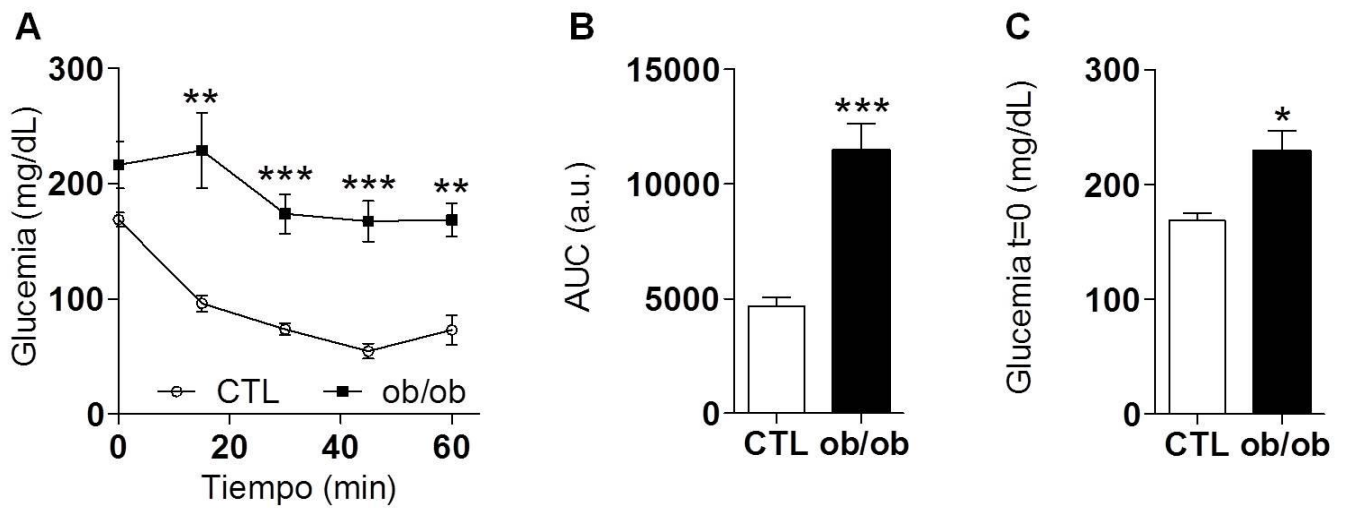 A
Glucemia (mg/dL)
300
200
100
0
**
***
***
**
CTL
ob/ob
0 20 40 60
Tiempo (min)
B
AUC (a.u.)
15000
10000
5000
0
***
CTL ob/ob
C
Glucemia t=0 (mg/dL)
300
200
100
0
*
CTL ob/ob